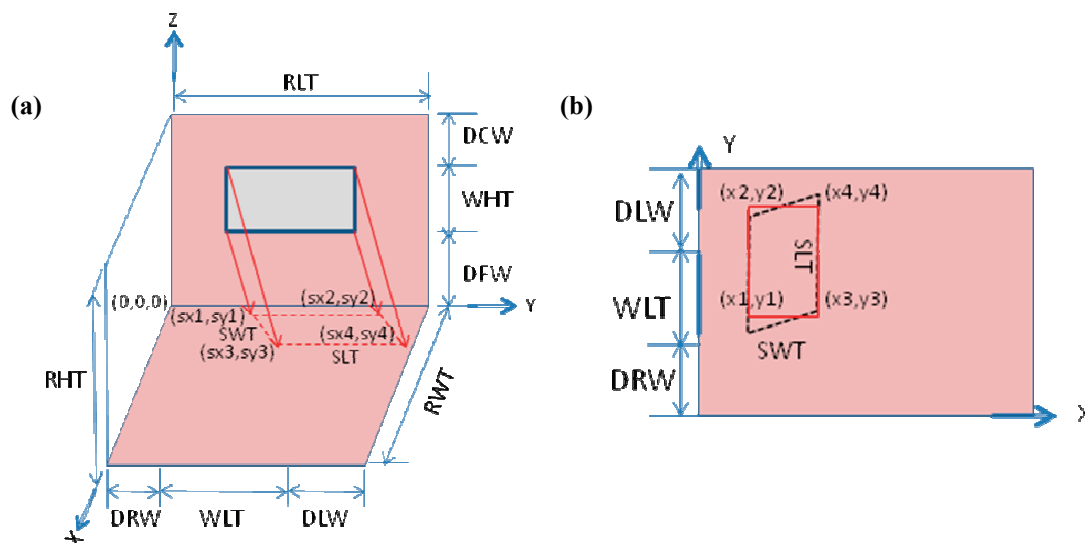 (a)
Z
RLT
DCW
WHT
DFW
(0,0,0)
Y
(sx1,sy1)
(sx2,sy2)
SWT
(sx3,sy3)
(sx4,sy4)
SLT
RHT
RWT
X
DRW
WLT
DLW
(b)
Y
DLW
(x2,y2)
(x4,y4)
SLT
WLT
(x1,y1)
(x3,y3)
SWT
DRW
X